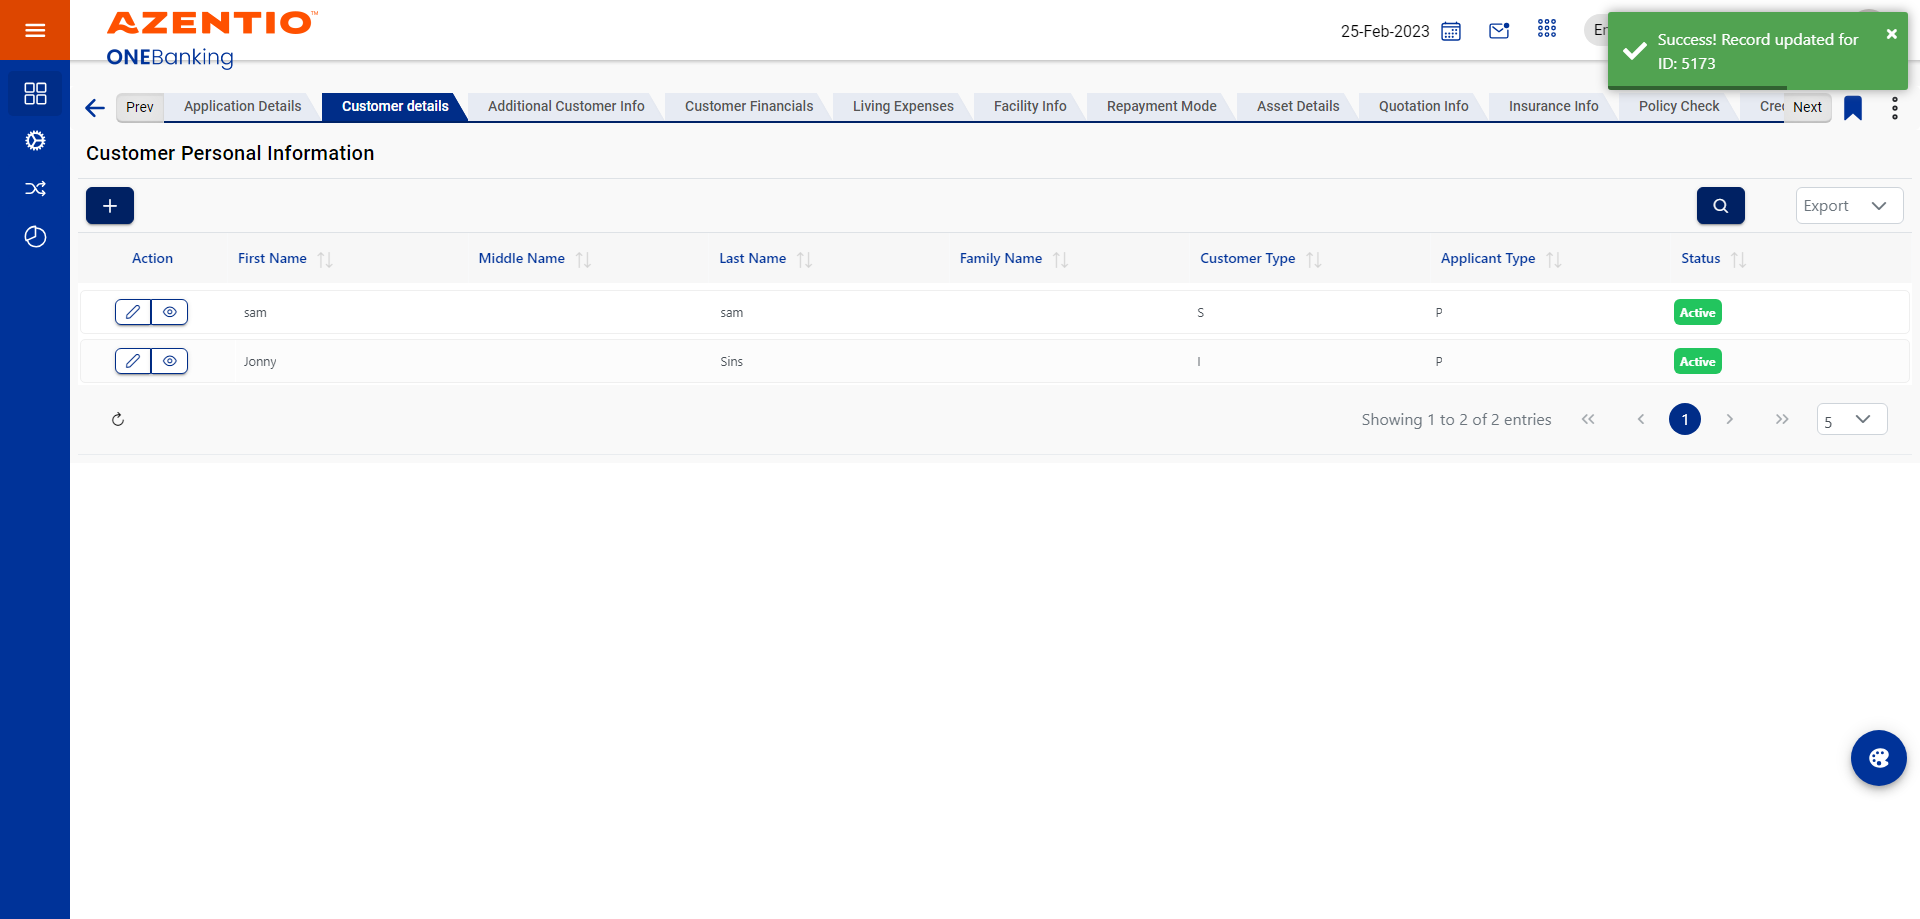 AZENTIO™
ONEBanking
25-Feb-2023
Success! Record updated for
ID: 5173
Prev
Application Details
Customer details
Additional Customer Info
Customer Financials
Living Expenses
Facility Info
Repayment Mode
Asset Details
Quotation Info
Insurance Info
Policy Check
Next
Customer Personal Information
Export
Action
First Name
Middle Name
Last Name
Family Name
Customer Type
Applicant Type
Status
sam
sam
S
P
Active
Jonny
Sins
I
P
Active
Showing 1 to 2 of 2 entries
1
5